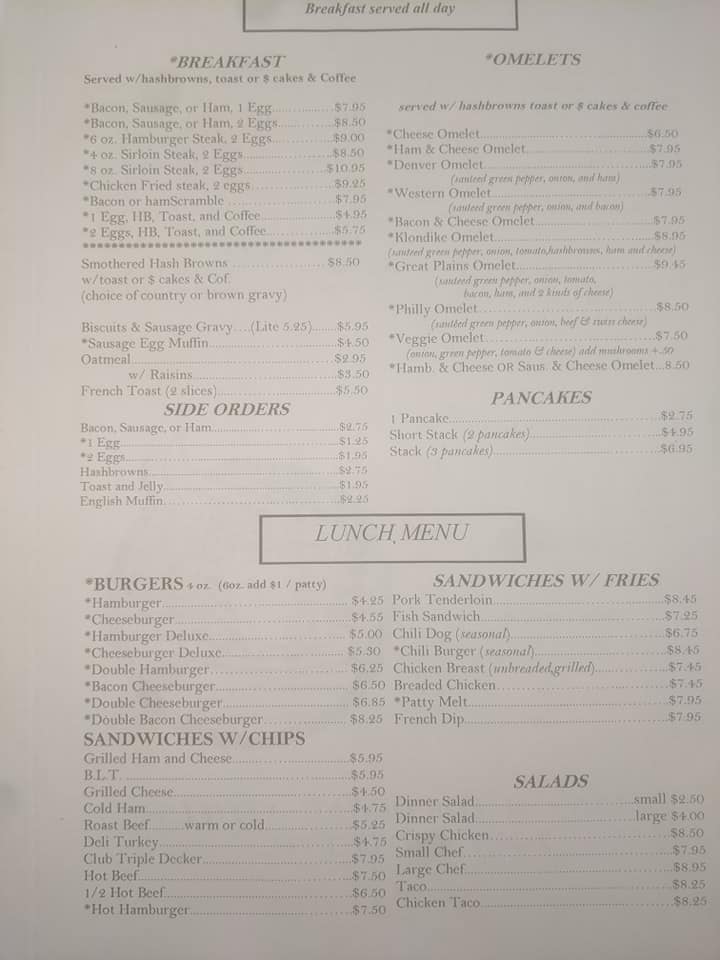 Breakfast served all day
*BREAKFAST
Served w/hashbrowns, toast or $ cakes & Coffee
*Bacon, Sausage, or Ham, 1 Egg................$7.95
*Bacon, Sausage, or Ham, 2 Eggs..............$8.50
*6 oz. Hamburger Steak, 2 Eggs...............$9.00
*4 oz. Sirloin Steak, 2 Eggs......................$8.50
*8 oz. Sirloin Steak, 2 Eggs.....................$10.95
*Chicken Fried steak, 2 eggs....................$9.25
*Bacon or hamScramble ..........................$7.95
*1 Egg, HB, Toast, and Coffee..................$4.95
*2 Eggs, HB, Toast, and Coffee.................$5.75
************************************
Smothered Hash Browns ......................$8.50
w/toast or $ cakes & Cof.
(choice of country or brown gravy)
Biscuits & Sausage Gravy....(Lite 5.25).......$5.95
*Sausage Egg Muffin...............................$4.50
Oatmeal...................................................$2.95
w/ Raisins...................................$3.50
French Toast (2 slices).............................$5.50
SIDE ORDERS
Bacon, Sausage, or Ham...............................$2.75
*1 Egg.......................................................$1.25
*2 Eggs......................................................$1.95
Hashbrowns...............................................$2.75
Toast and Jelly............................................$1.95
English Muffin............................................$2.25
*OMELETS
served w/ hashbrowns toast or $ cakes & coffee
*Cheese Omelet..........................................$6.50
*Ham & Cheese Omelet...............................$7.95
*Denver Omelet..........................................$7.95
(sauteed green pepper, onion, and ham)
*Western Omelet........................................$7.95
(sauteed green pepper, onion, and bacon)
*Bacon & Cheese Omelet.............................$7.95
*Klondike Omelet.......................................$8.95
(sauteed green pepper, onion, tomato,hashbrowns, ham and cheese)
*Great Plains Omelet...................................$9.45
(sauteed green pepper, onion, tomato,
bacon, ham, and 2 kinds of cheese)
*Philly Omelet............................................$8.50
(sautéed green pepper, onion, beef & swiss cheese)
*Veggie Omelet...........................................$7.50
(onion, green pepper, tomato & cheese) add mushrooms +.50
*Hamb. & Cheese OR Saus. & Cheese Omelet...8.50
PANCAKES
1 Pancake...................................................$2.75
Short Stack (2 pancakes)................................$4.95
Stack (3 pancakes)........................................$6.95
LUNCH MENU
*BURGERS 4 oz. (6oz. add $1 / patty)
*Hamburger.............................................. $4.25
*Cheeseburger........................................... $4.55
*Hamburger Deluxe................................... $5.00
*Cheeseburger Deluxe................................ $5.30
*Double Hamburger................................... $6.25
*Bacon Cheeseburger.................................. $6.50
*Double Cheeseburger................................ $6.85
*Double Bacon Cheeseburger..................... $8.25
SANDWICHES W/CHIPS
Grilled Ham and Cheese.............................$5.95
B.L.T. .......................................................$5.95
Grilled Cheese...........................................$4.50
Cold Ham...................................................$4.75
Roast Beef.........warm or cold......................$5.25
Deli Turkey................................................$4.75
Club Triple Decker.....................................$7.95
Hot Beef.....................................................$7.50
1/2 Hot Beef...............................................$6.50
*Hot Hamburger.........................................$7.50
SANDWICHES W/ FRIES
Pork Tenderloin...........................................$8.45
Fish Sandwich..............................................$7.25
Chili Dog (seasonal)......................................$6.75
*Chili Burger (seasonal).................................$8.45
Chicken Breast (unbreaded,grilled)..................$7.45
Breaded Chicken..........................................$7.45
*Patty Melt..................................................$7.95
French Dip...................................................$7.95
SALADS
Dinner Salad.....................................small $2.50
Dinner Salad.....................................large $4.00
Crispy Chicken...........................................$8.50
Small Chef...................................................$7.95
Large Chef...................................................$8.95
Taco............................................................$8.25
Chicken Taco...............................................$8.25